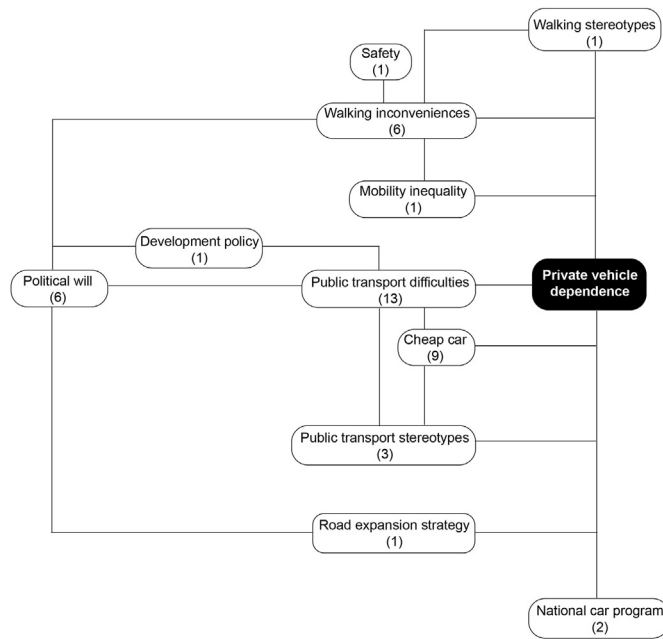 Walking stereotypes
(1)
Safety
(1)
Walking inconveniences
(6)
Mobility inequality
(1)
Development policy
(1)
Political will
(6)
Public transport difficulties
(13)
Private vehicle
dependence
Cheap car
(9)
Public transport stereotypes
(3)
Road expansion strategy
(1)
National car program
(2)